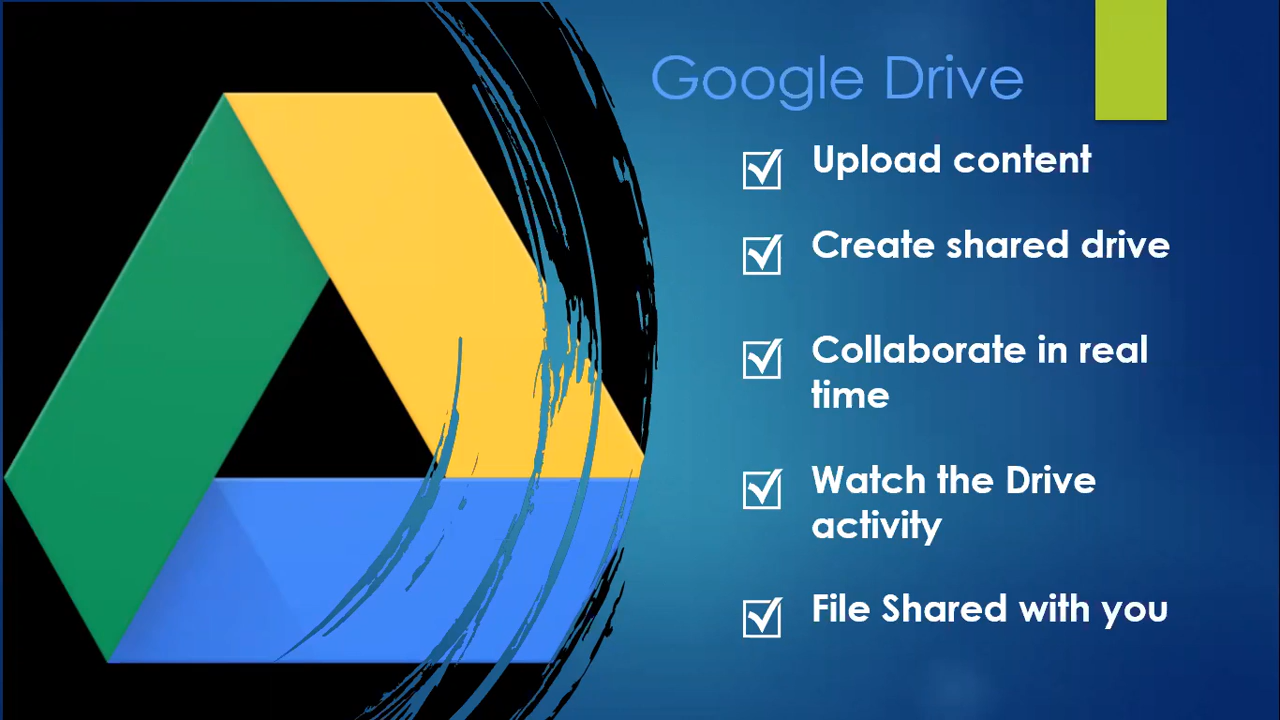 Google Drive
Upload content
Create shared drive
Collaborate in real
time
Watch the Drive
activity
File Shared with you